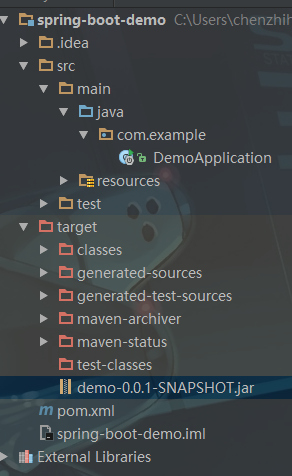 spring-boot-demo C:\Users\chenzhih
.idea
src
main
java
com.example
DemoApplication
resources
test
target
classes
generated-sources
generated-test-sources
maven-archiver
maven-status
test-classes
demo-0.0.1-SNAPSHOT.jar
pom.xml
spring-boot-demo.iml
External Libraries